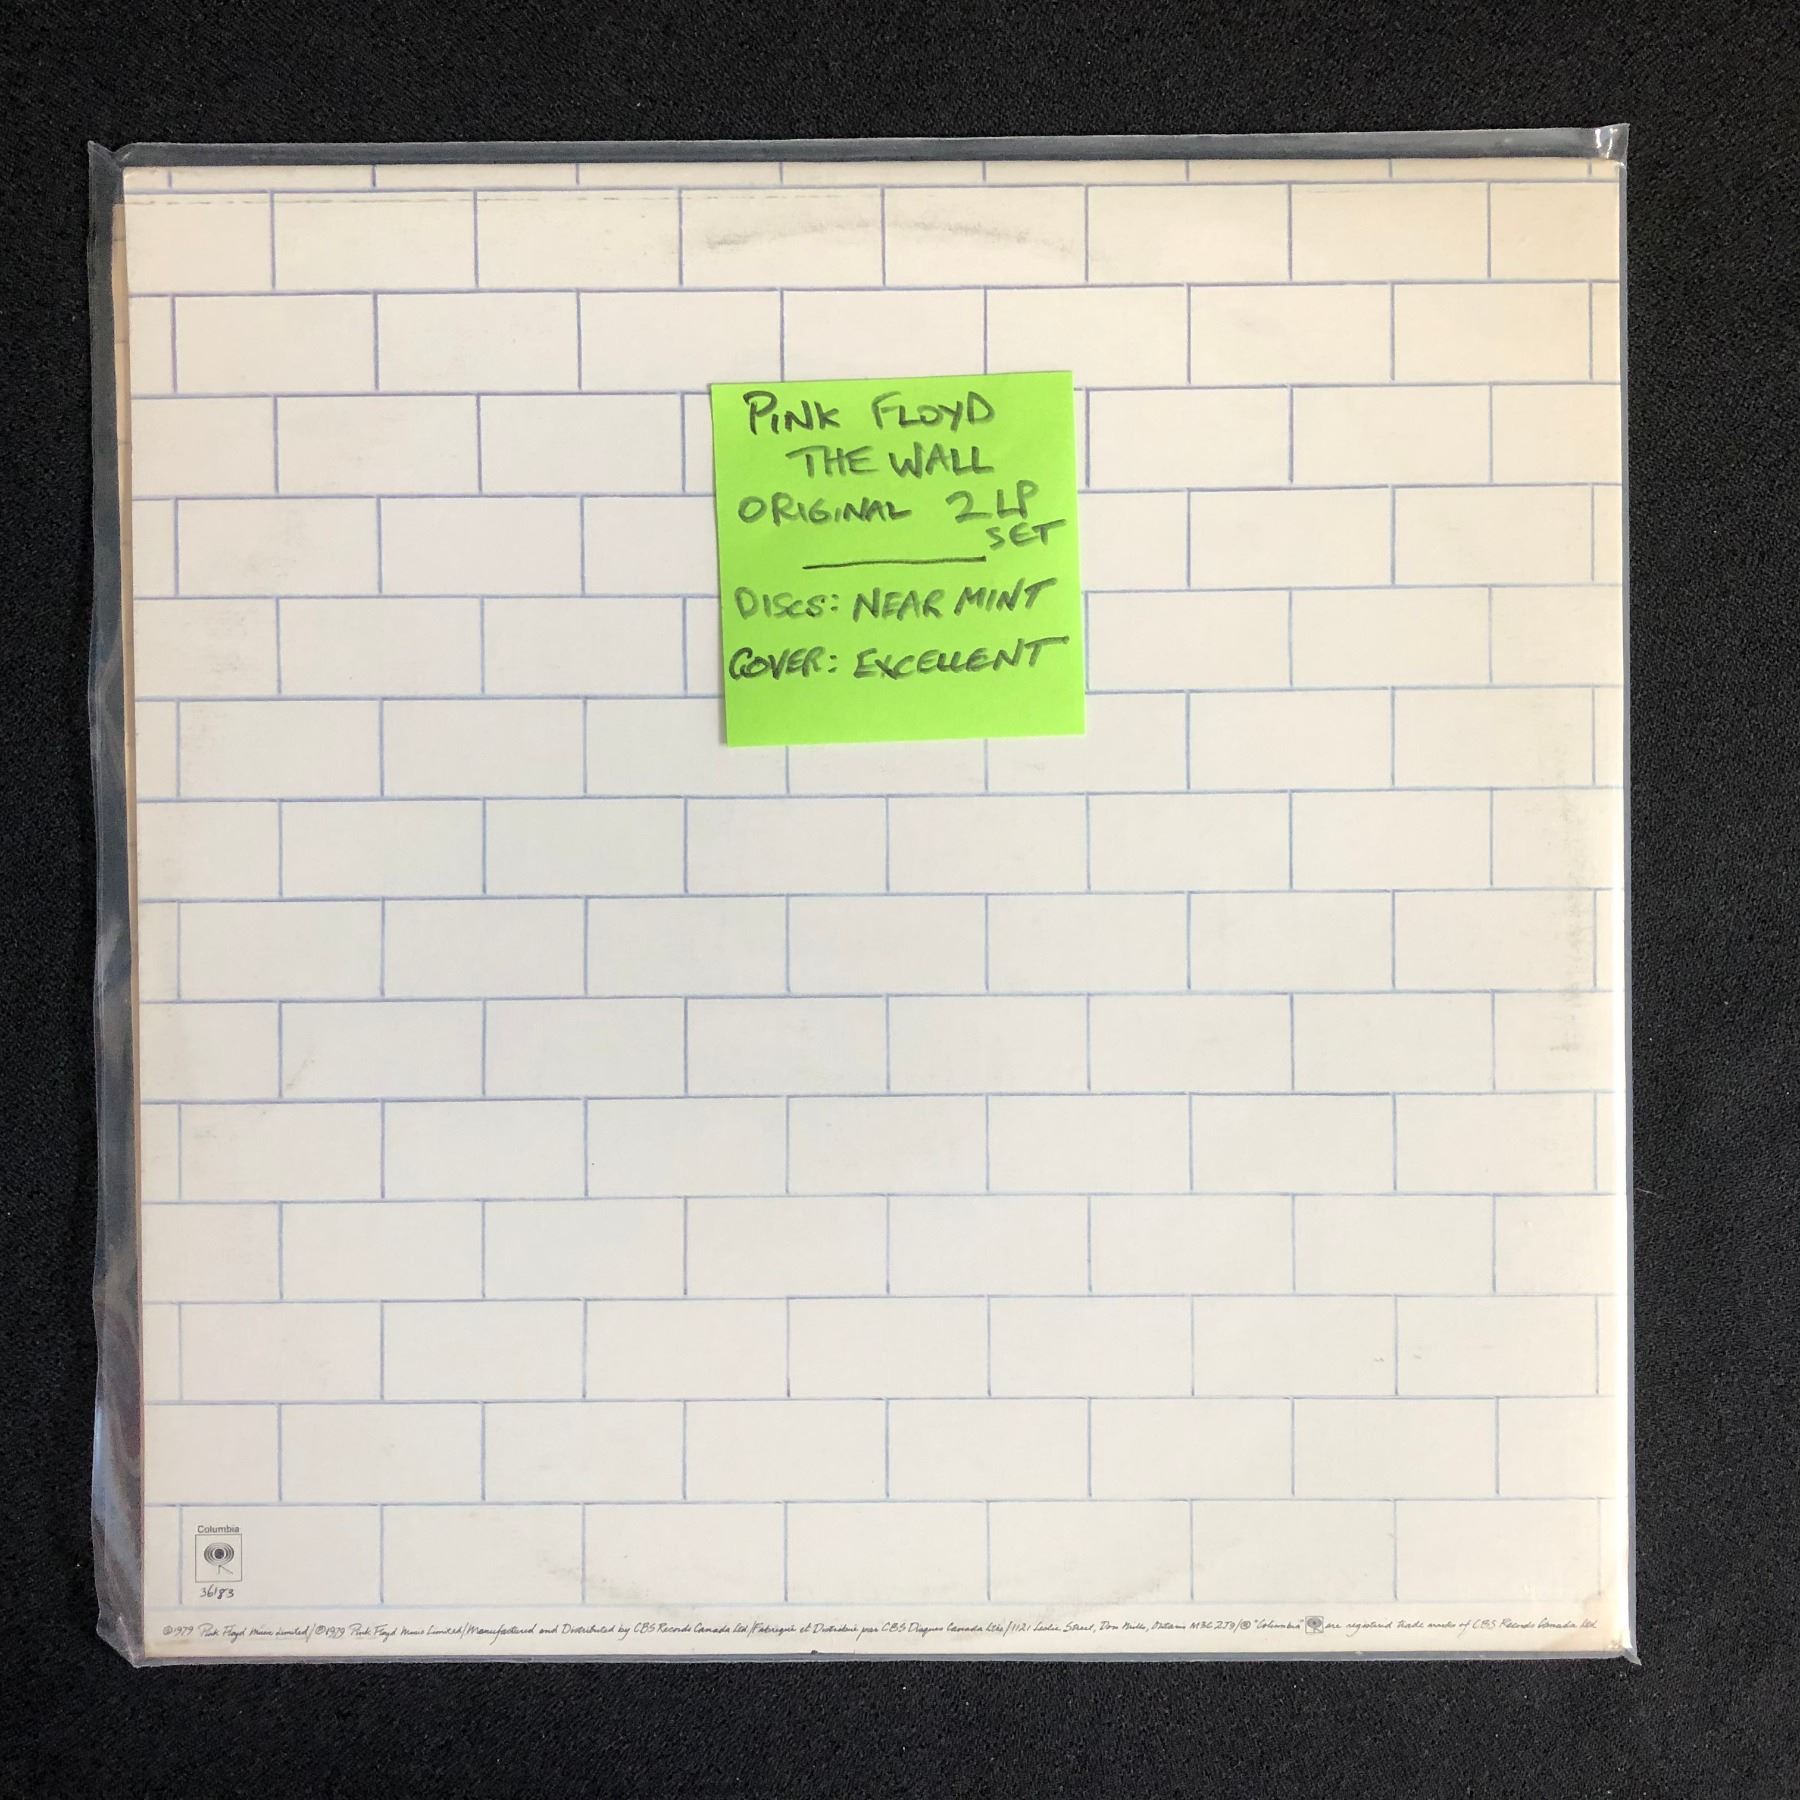 PINK FLOYD
THE WALL
ORIGINAL 2 LP
SET
DISCS: NEAR MINT
COVER: EXCELLENT
Columbia
36183
©1979 Pink Floyd Music Limited/℗1979 Pink Floyd Music Limited/Manufactured and Distributed by CBS Records Canada Ltd./Fabriqué et Distribué par CBS Disques Canada Ltée/1121 Leslie Street, Don Mills, Ontario M3C 2J9/® "Columbia" are registered trade marks of CBS Records Canada Ltd